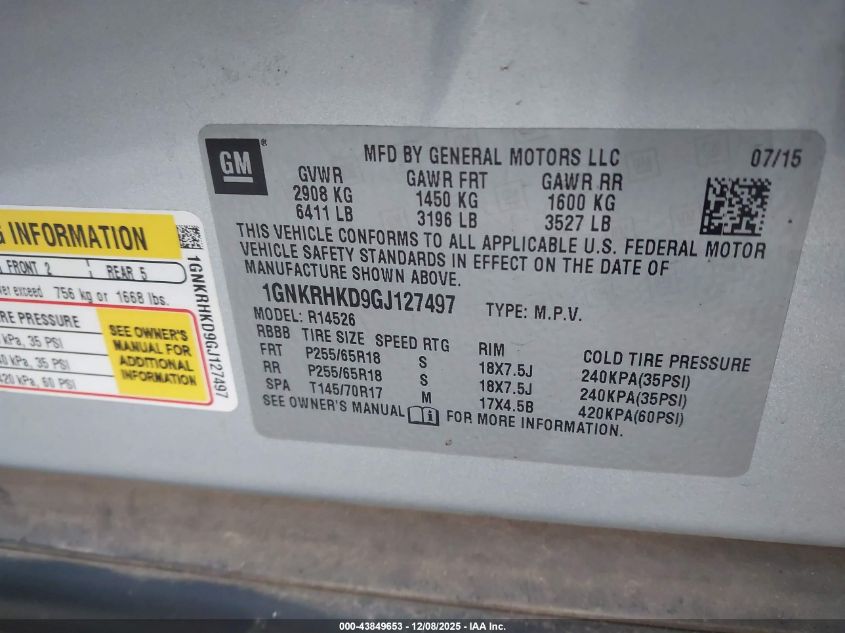 GM
MFD BY GENERAL MOTORS LLC
07/15
GVWR GAWR FRT GAWR RR
2908 KG 1450 KG 1600 KG
6411 LB 3196 LB 3527 LB
THIS VEHICLE CONFORMS TO ALL APPLICABLE U.S. FEDERAL MOTOR
VEHICLE SAFETY STANDARDS IN EFFECT ON THE DATE OF
MANUFACTURE SHOWN ABOVE.
1GNKRHKD9GJ127497 TYPE: M.P.V.
MODEL: R14526
RBBB TIRE SIZE SPEED RTG RIM COLD TIRE PRESSURE
FRT P255/65R18 S 18X7.5J 240KPA(35PSI)
RR P255/65R18 S 18X7.5J 240KPA(35PSI)
SPA T145/70R17 M 17X4.5B 420KPA(60PSI)
SEE OWNER'S MANUAL FOR MORE INFORMATION.
INFORMATION
FRONT 2 REAR 5
exceed 756 kg or 1668 lbs.
PRESSURE
kPa, 35 PSI
kPa, 35 PSI
420 kPa, 60 PSI
SEE OWNER'S
MANUAL FOR
ADDITIONAL
INFORMATION
1GNKRHKD9GJ127497
000-43849653 - 12/08/2025 - IAA Inc.